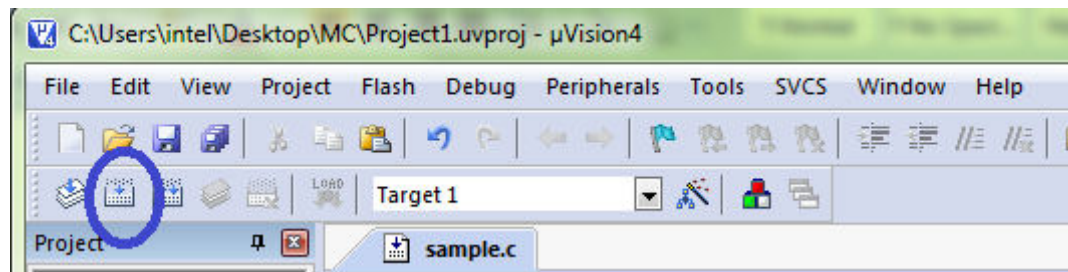 C:\Users\intel\Desktop\MC\Project1.uvproj - µVision4
File Edit View Project Flash Debug Peripherals Tools SVCS Window Help
LOAD Target 1
Project sample.c